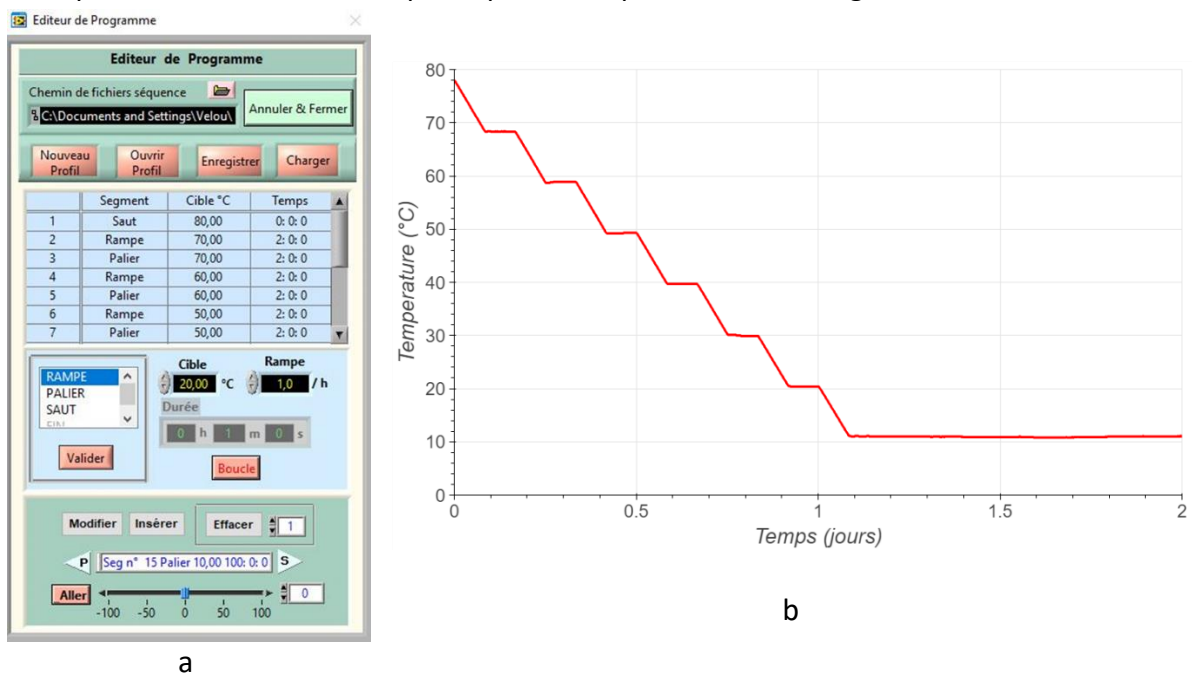 Editeur de Programme
Editeur de Programme
Chemin de fichiers séquence
C:\Documents and Settings\Velou\
Annuler & Fermer
Nouveau Profil
Ouvrir Profil
Enregistrer
Charger
Segment Cible °C Temps
1 Saut 80,00 0: 0: 0
2 Rampe 70,00 2: 0: 0
3 Palier 70,00 2: 0: 0
4 Rampe 60,00 2: 0: 0
5 Palier 60,00 2: 0: 0
6 Rampe 50,00 2: 0: 0
7 Palier 50,00 2: 0: 0
RAMPE
PALIER
SAUT
FIN
Valider
Cible Rampe
20,00 °C 1,0 / h
Durée
0 h 1 m 0 s
Boucle
Modifier Insérer Effacer 1
P Seg n° 15 Palier 10,00 100: 0: 0 S
Aller 0
-100 -50 0 50 100
a
80
70
60
50
40
30
20
10
0
Temperature (°C)
0 0.5 1 1.5 2
Temps (jours)
b